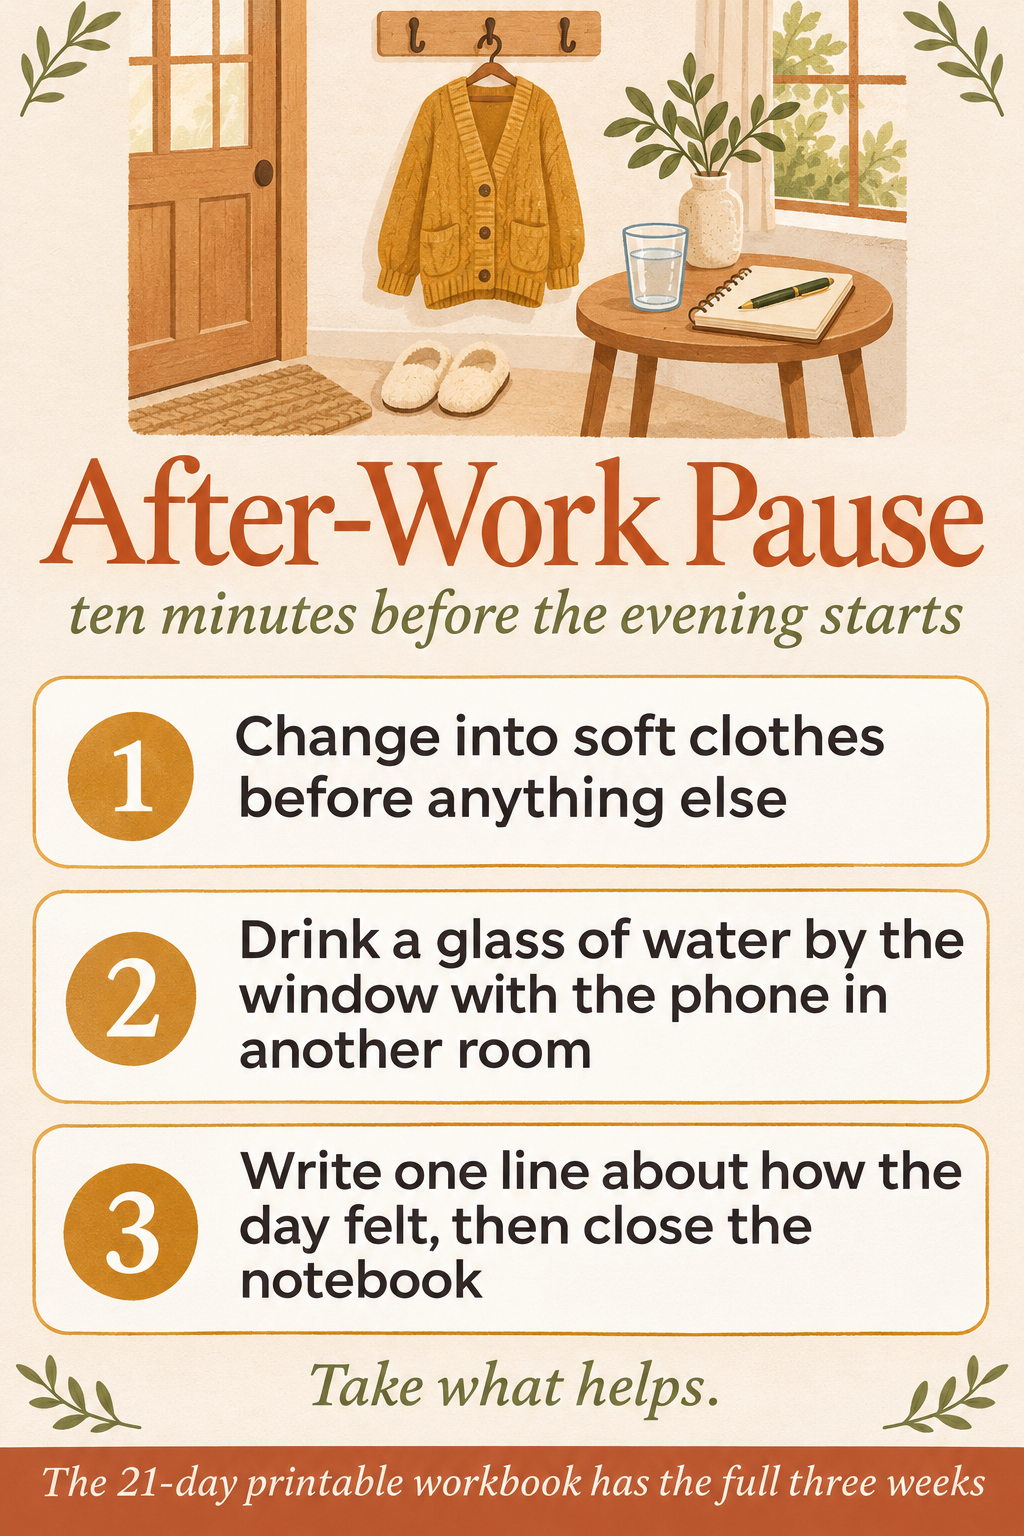 After-Work Pause
ten minutes before the evening starts
1
Change into soft clothes
before anything else
2
Drink a glass of water by the
window with the phone in
another room
3
Write one line about how the
day felt, then close the
notebook
Take what helps.
The 21-day printable workbook has the full three weeks